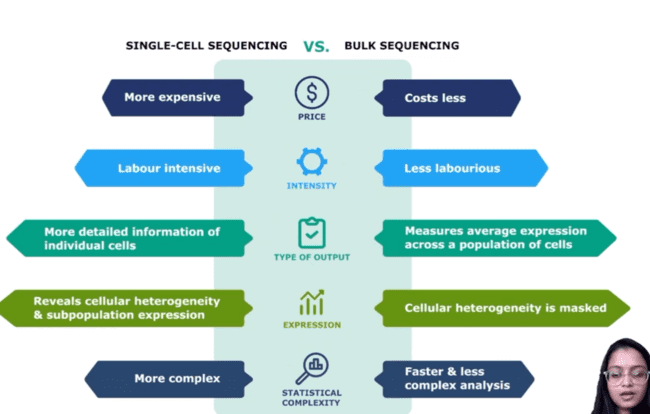 SINGLE-CELL SEQUENCING VS. BULK SEQUENCING
More expensive
PRICE
Costs less
Labour intensive
INTENSITY
Less labourious
More detailed information of
individual cells
TYPE OF OUTPUT
Measures average expression
across a population of cells
Reveals cellular heterogeneity
& subpopulation expression
EXPRESSION
Cellular heterogeneity is masked
More complex
STATISTICAL
COMPLEXITY
Faster & less
complex analysis